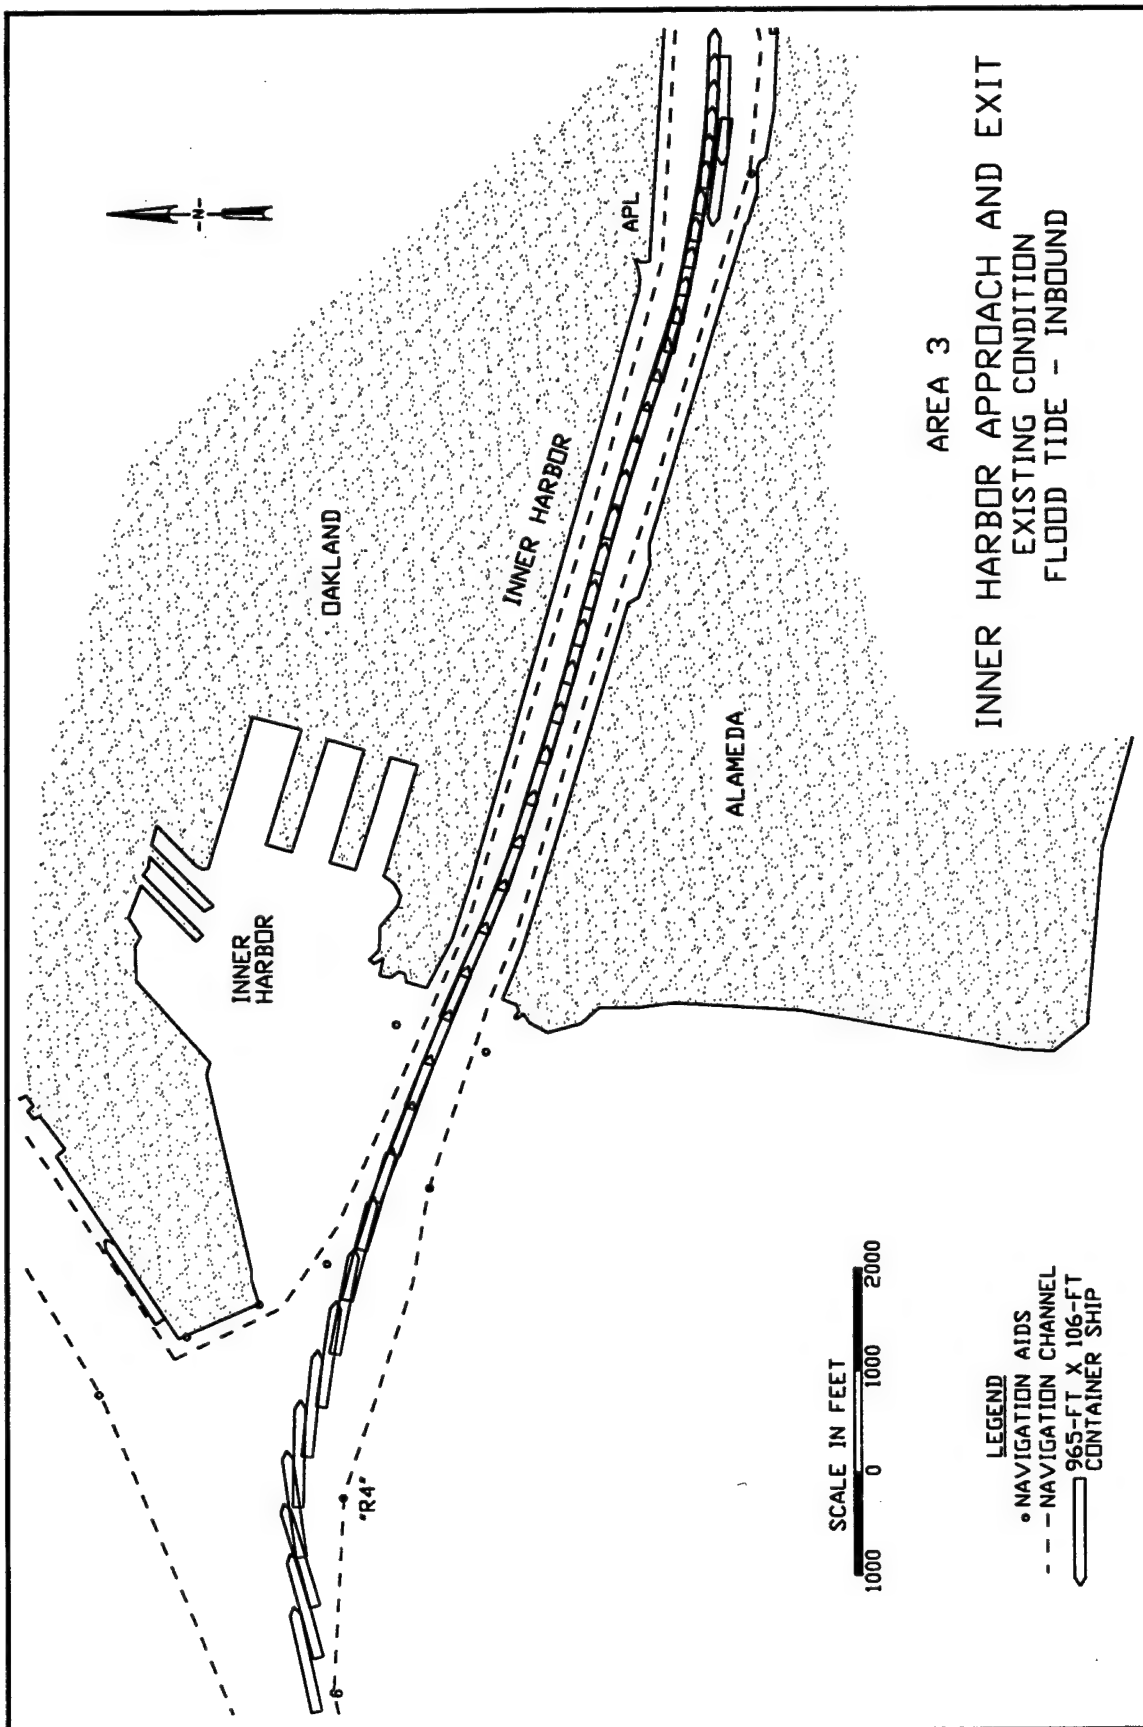 -N-
APL
OAKLAND
INNER HARBOR
INNER
HARBOR
ALAMEDA
"R4"
6
AREA 3
INNER HARBOR APPROACH AND EXIT
EXISTING CONDITION
FLOOD TIDE - INBOUND
SCALE IN FEET
1000 0 1000 2000
LEGEND
NAVIGATION AIDS
NAVIGATION CHANNEL
965-FT X 106-FT
CONTAINER SHIP